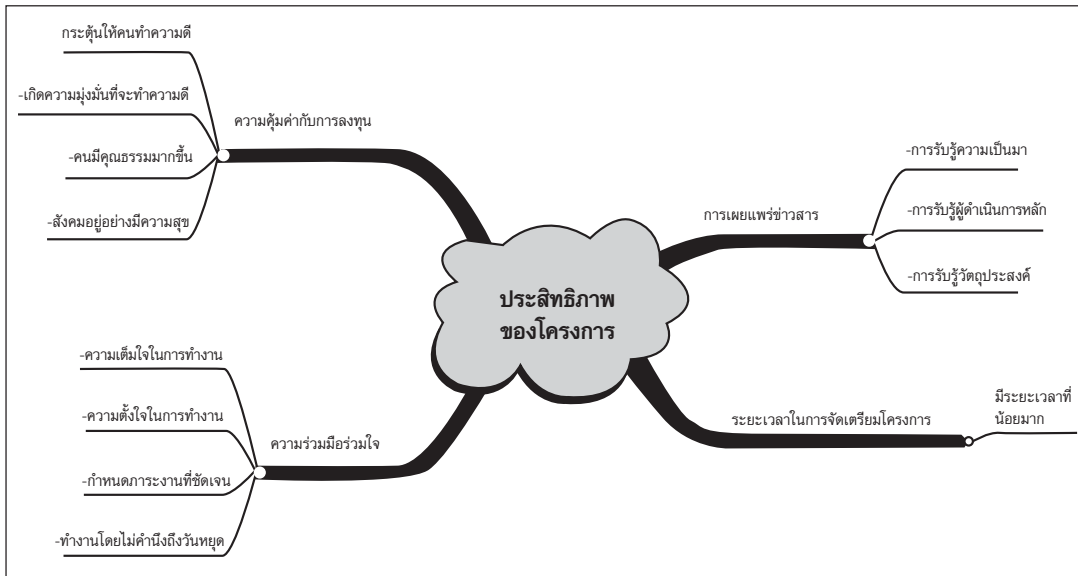 กระตุ้นให้คนทำความดี
-เกิดความมุ่งมั่นที่จะทำความดี
-คนมีคุณธรรมมากขึ้น
-สังคมอยู่อย่างมีความสุข
ความคุ้มค่ากับการลงทุน
-ความเต็มใจในการทำงาน
-ความตั้งใจในการทำงาน
-กำหนดภาระงานที่ชัดเจน
-ทำงานโดยไม่คำนึงถึงวันหยุด
ความร่วมมือร่วมใจ
ประสิทธิภาพ
ของโครงการ
การเผยแพร่ข่าวสาร
-การรับรู้ความเป็นมา
-การรับรู้ผู้ดำเนินการหลัก
-การรับรู้วัตถุประสงค์
ระยะเวลาในการจัดเตรียมโครงการ
มีระยะเวลาที่
น้อยมาก